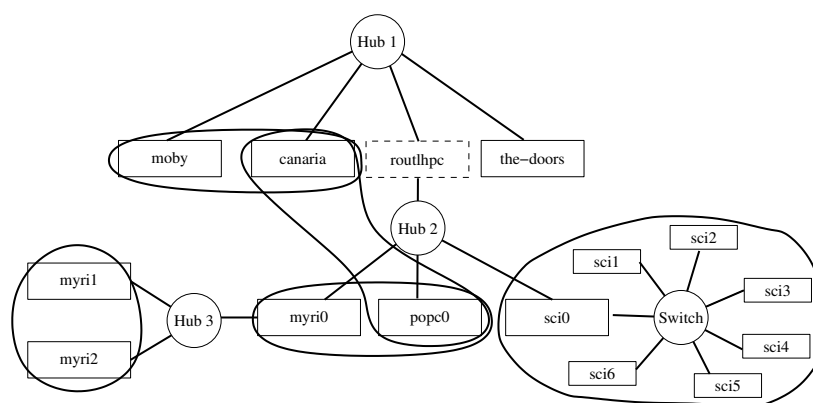 Hub 1
moby
canaria
routlhpc
the-doors
Hub 2
sci2
sci1
myri1
sci3
Hub 3
myri0
popc0
sci0
Switch
sci4
myri2
sci6
sci5